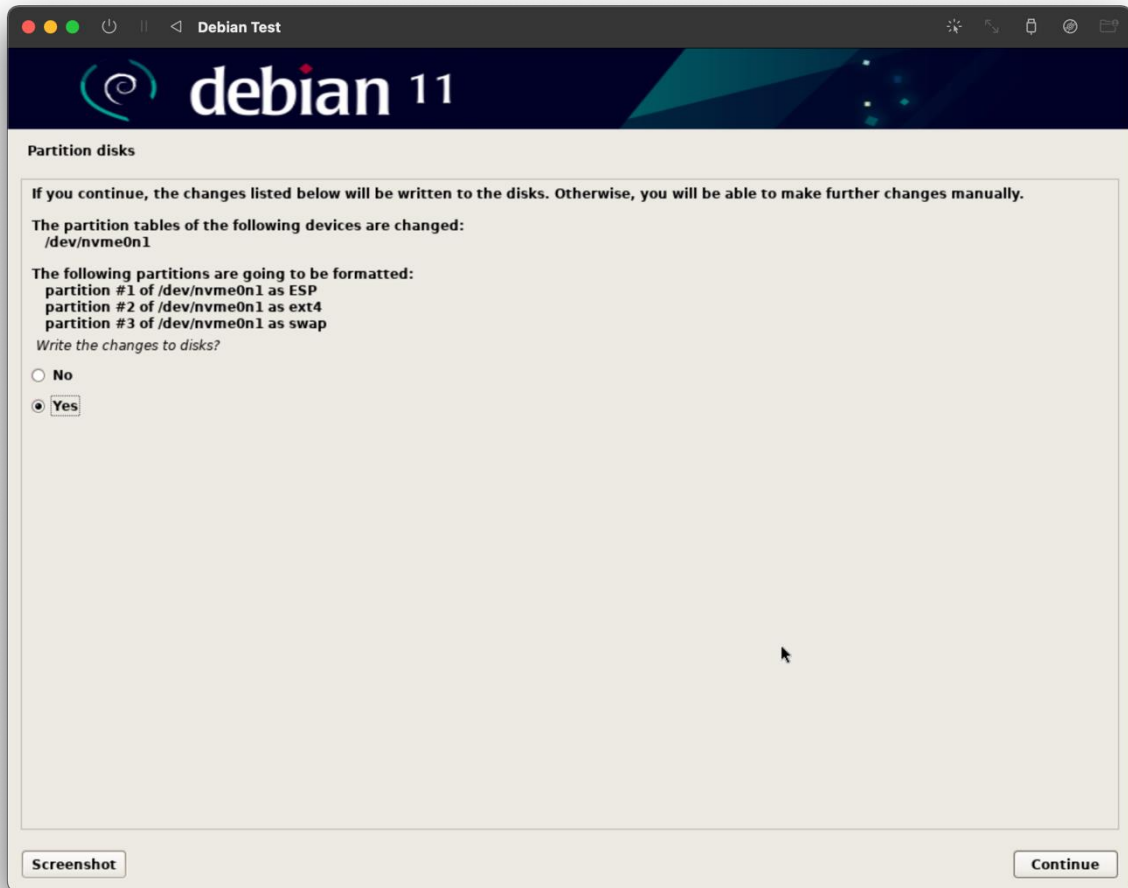 Debian Test
debian 11
Partition disks
If you continue, the changes listed below will be written to the disks. Otherwise, you will be able to make further changes manually.
The partition tables of the following devices are changed:
/dev/nvme0n1
The following partitions are going to be formatted:
partition #1 of /dev/nvme0n1 as ESP
partition #2 of /dev/nvme0n1 as ext4
partition #3 of /dev/nvme0n1 as swap
Write the changes to disks?
No
Yes
Screenshot
Continue